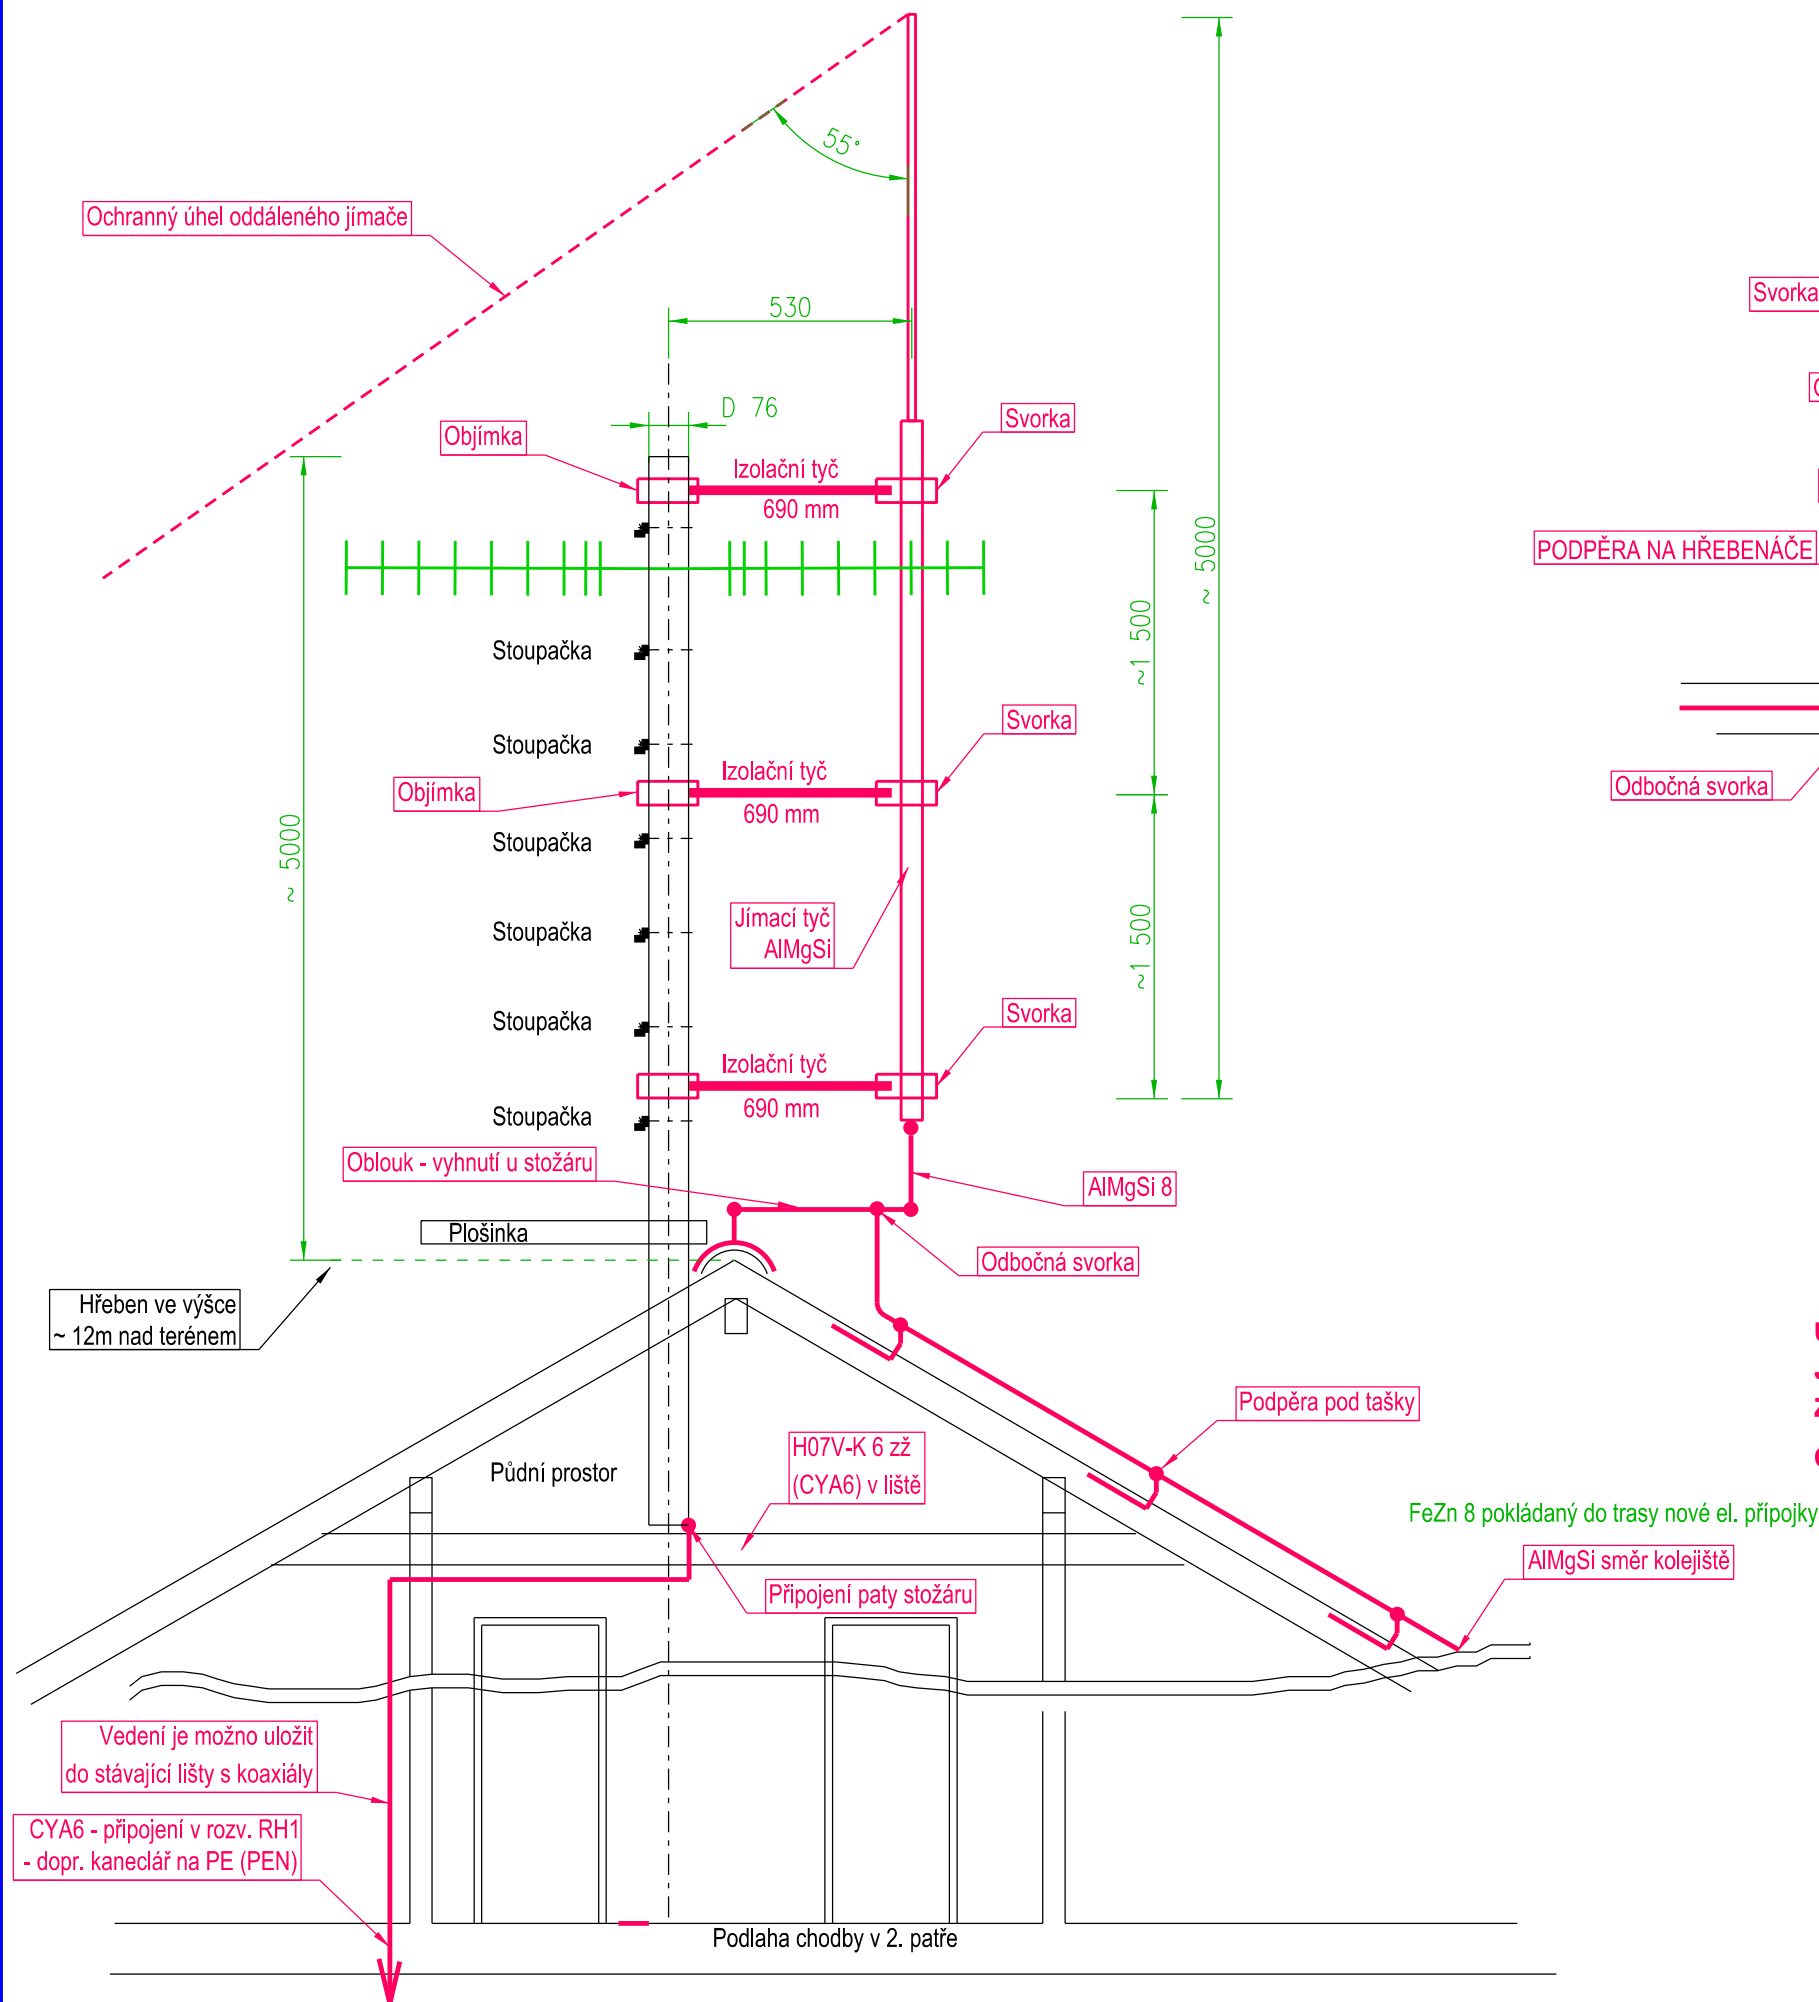 55°
Ochranný úhel oddáleného jímače
Svorka
530
D 76
Objímka
Svorka
Izolační tyč
690 mm
PODPĚRA NA HŘEBENÁČE
~ 5000
~1 500
Stoupačka
Svorka
Stoupačka
Izolační tyč
690 mm
Objímka
Odbočná svorka
~ 5000
Stoupačka
Jímací tyč
AlMgSi
~1 500
Stoupačka
Stoupačka
Svorka
Izolační tyč
690 mm
Stoupačka
Oblouk - vyhnutí u stožáru
AlMgSi 8
Plošinka
Odbočná svorka
Hřeben ve výšce
~ 12m nad terénem
Podpěra pod tašky
H07V-K 6 zž
(CYA6) v liště
Půdní prostor
FeZn 8 pokládaný do trasy nové el. přípojky
AlMgSi směr kolejiště
Připojení paty stožáru
Vedení je možno uložit
do stávající lišty s koaxiály
CYA6 - připojení v rozv. RH1
- dopr. kaneclář na PE (PEN)
Podlaha chodby v 2. patře